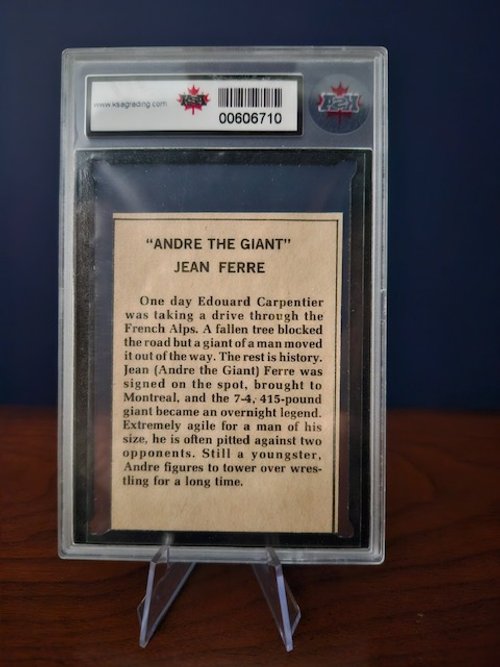 www.ksagrading.com
KSA
00606710
KSA
"ANDRE THE GIANT"
JEAN FERRE
One day Edouard Carpentier
was taking a drive through the
French Alps. A fallen tree blocked
the road but a giant of a man moved
it out of the way. The rest is history.
Jean (Andre the Giant) Ferre was
signed on the spot, brought to
Montreal, and the 7-4, 415-pound
giant became an overnight legend.
Extremely agile for a man of his
size, he is often pitted against two
opponents. Still a youngster,
Andre figures to tower over wres-
tling for a long time.